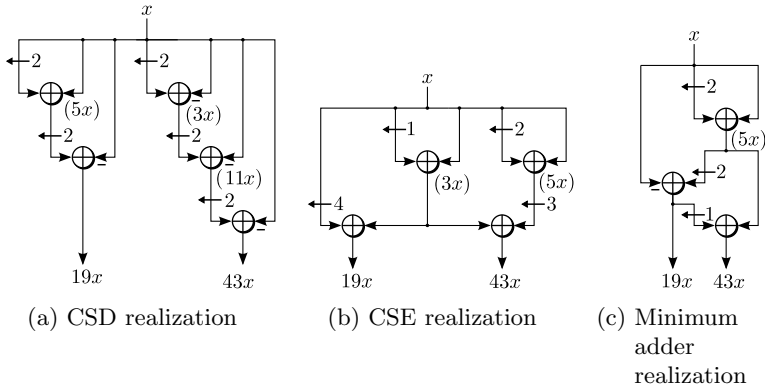 x
2
2
(5x)
(3x)
2
2
(11x)
2
19x
43x
(a) CSD realization
x
1
2
(3x)
(5x)
4
3
19x
43x
(b) CSE realization
x
2
(5x)
2
1
19x
43x
(c) Minimum
adder
realization